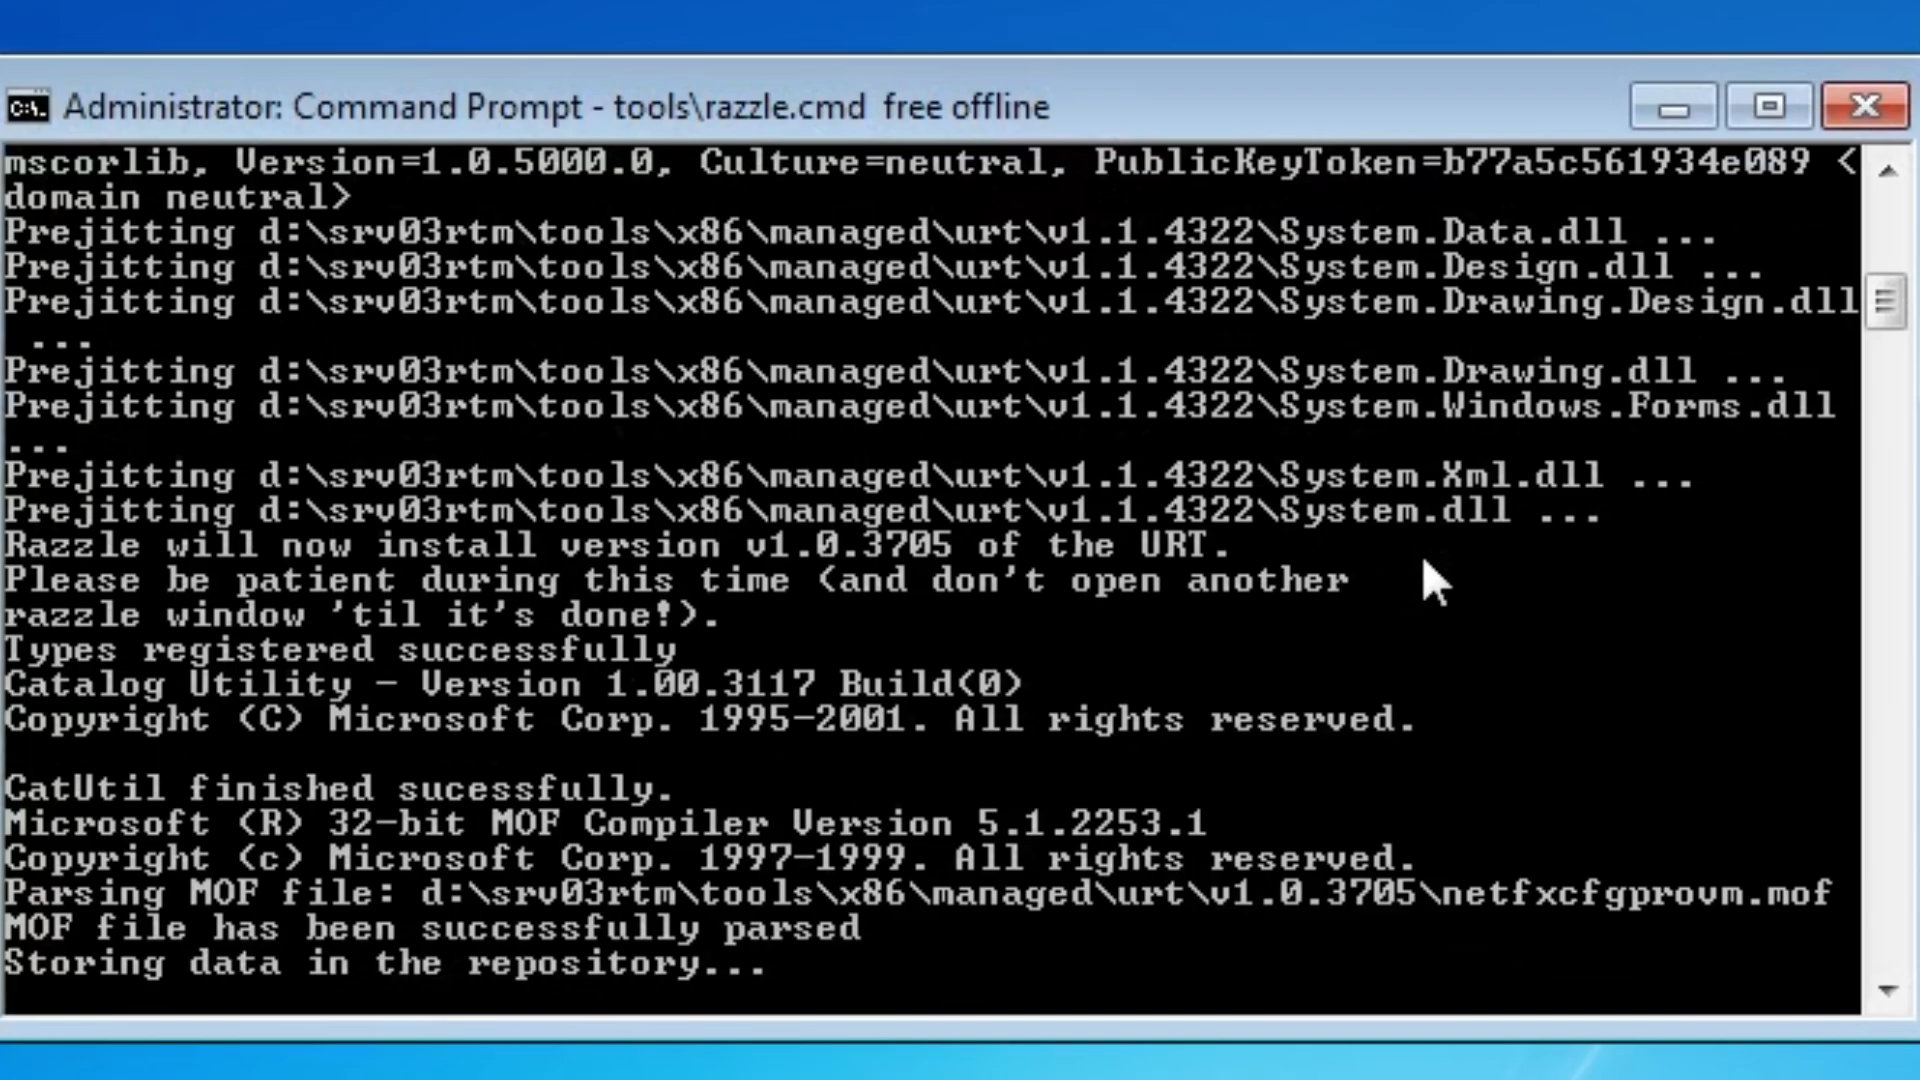 Administrator: Command Prompt - tools\razzle.cmd  free offline
mscorlib, Version=1.0.5000.0, Culture=neutral, PublicKeyToken=b77a5c561934e089 <
domain neutral>
Prejitting d:\srv03rtm\tools\x86\managed\urt\v1.1.4322\System.Data.dll ...
Prejitting d:\srv03rtm\tools\x86\managed\urt\v1.1.4322\System.Design.dll ...
Prejitting d:\srv03rtm\tools\x86\managed\urt\v1.1.4322\System.Drawing.Design.dll
...
Prejitting d:\srv03rtm\tools\x86\managed\urt\v1.1.4322\System.Drawing.dll ...
Prejitting d:\srv03rtm\tools\x86\managed\urt\v1.1.4322\System.Windows.Forms.dll
...
Prejitting d:\srv03rtm\tools\x86\managed\urt\v1.1.4322\System.Xml.dll ...
Prejitting d:\srv03rtm\tools\x86\managed\urt\v1.1.4322\System.dll ...
Razzle will now install version v1.0.3705 of the URT.
Please be patient during this time (and don't open another
razzle window 'til it's done!).
Types registered successfully
Catalog Utility - Version 1.00.3117 Build(0)
Copyright (C) Microsoft Corp. 1995-2001. All rights reserved.
CatUtil finished sucessfully.
Microsoft (R) 32-bit MOF Compiler Version 5.1.2253.1
Copyright (c) Microsoft Corp. 1997-1999. All rights reserved.
Parsing MOF file: d:\srv03rtm\tools\x86\managed\urt\v1.0.3705\netfxcfgprovm.mof
MOF file has been successfully parsed
Storing data in the repository...